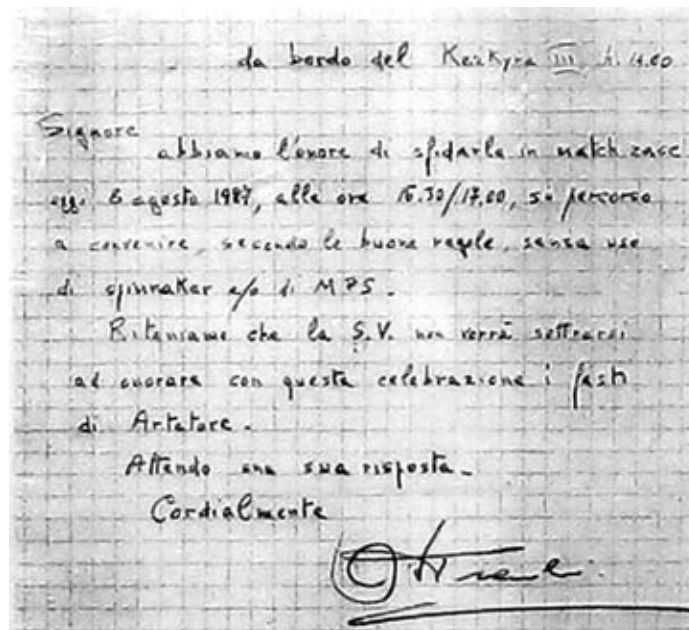 da bordo del Kerkyra III h. 14.00
Signore
abbiamo l'onore di sfidarla in match race
oggi 6 agosto 1987, alle ore 16.30/17.00, su percorso
a convenire, secondo le buone regole, senza uso
di spinnaker e/o di MPS.
Riteniamo che la S.V. non vorrà sottrarsi
ad onorare con questa celebrazione i fasti
di Artatore.
Attendo una sua risposta.
Cordialmente